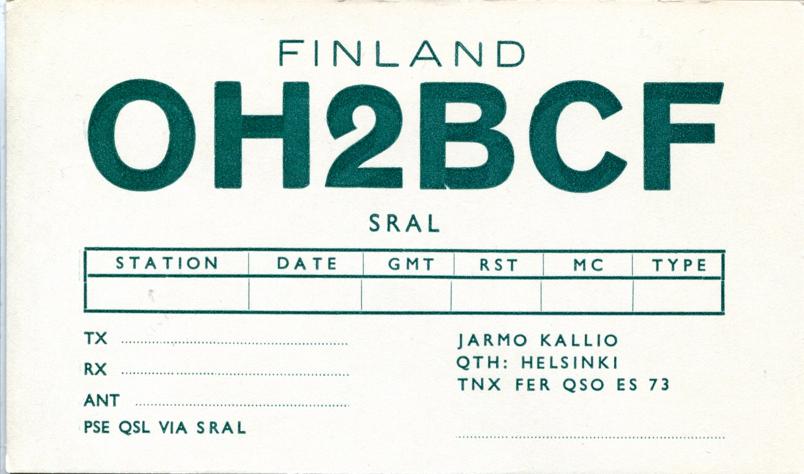 FINLAND
OH2BCF
SRAL
STATION DATE GMT RST MC TYPE
TX
RX
ANT
PSE QSL VIA SRAL
JARMO KALLIO
QTH: HELSINKI
TNX FER QSO ES 73